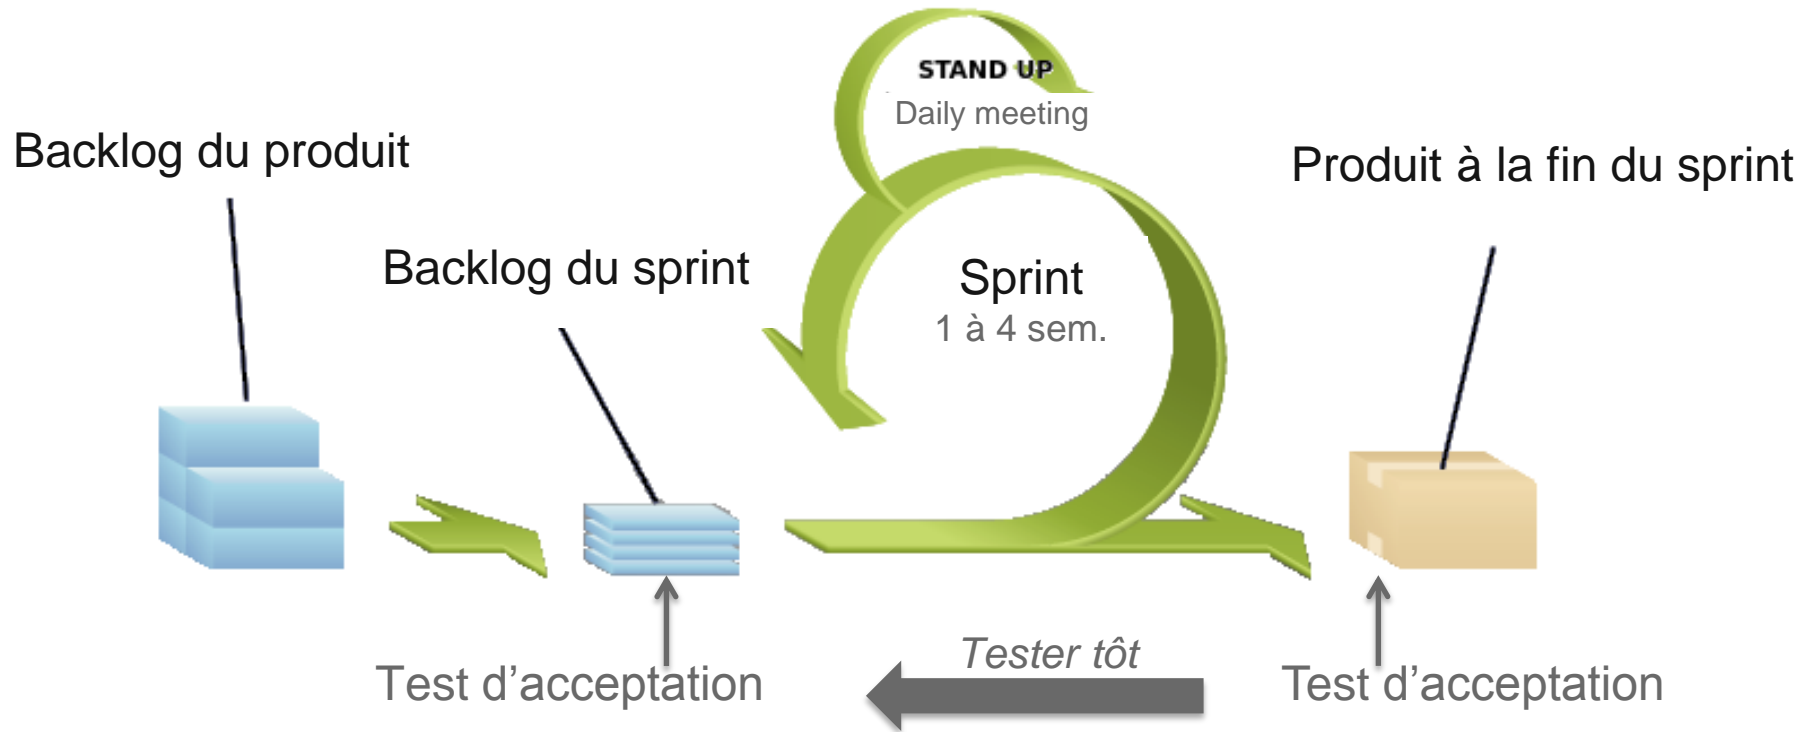 STAND UP
Daily meeting
Backlog du produit
Produit à la fin du sprint
Backlog du sprint
Sprint
1 à 4 sem.
Tester tôt
Test d’acceptation
Test d’acceptation